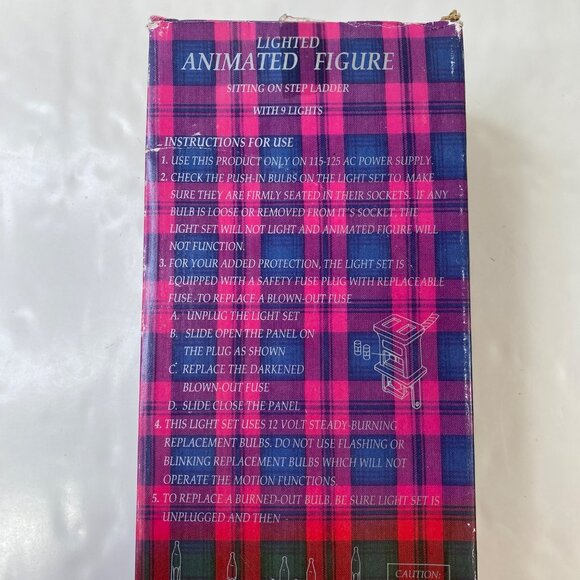 LIGHTED
ANIMATED FIGURE
SITTING ON STEP LADDER
WITH 9 LIGHTS
INSTRUCTIONS FOR USE
1. USE THIS PRODUCT ONLY ON 115-125 AC POWER SUPPLY.
2. CHECK THE PUSH-IN BULBS ON THE LIGHT SET TO MAKE
SURE THEY ARE FIRMLY SEATED IN THEIR SOCKETS. IF ANY
BULB IS LOOSE OR REMOVED FROM IT'S SOCKET, THE
LIGHT SET WILL NOT LIGHT AND ANIMATED FIGURE WILL
NOT FUNCTION.
3. FOR YOUR ADDED PROTECTION, THE LIGHT SET IS
EQUIPPED WITH A SAFETY FUSE PLUG WITH REPLACEABLE
FUSE. TO REPLACE A BLOWN-OUT FUSE
A. UNPLUG THE LIGHT SET
B. SLIDE OPEN THE PANEL ON
THE PLUG AS SHOWN
C. REPLACE THE DARKENED
BLOWN-OUT FUSE
D. SLIDE CLOSE THE PANEL
4. THIS LIGHT SET USES 12 VOLT STEADY-BURNING
REPLACEMENT BULBS. DO NOT USE FLASHING OR
BLINKING REPLACEMENT BULBS WHICH WILL NOT
OPERATE THE MOTION FUNCTIONS.
5. TO REPLACE A BURNED-OUT BULB, BE SURE LIGHT SET IS
UNPLUGGED AND THEN
CAUTION: